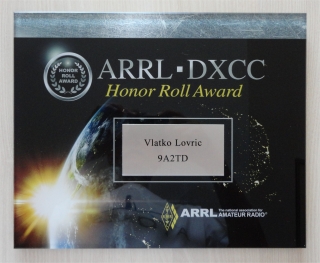 HONOR
ROLL
AWARD
ARRL · DXCC
Honor Roll Award
Vlatko Lovric
9A2TD
ARRL The national association for
AMATEUR RADIO®